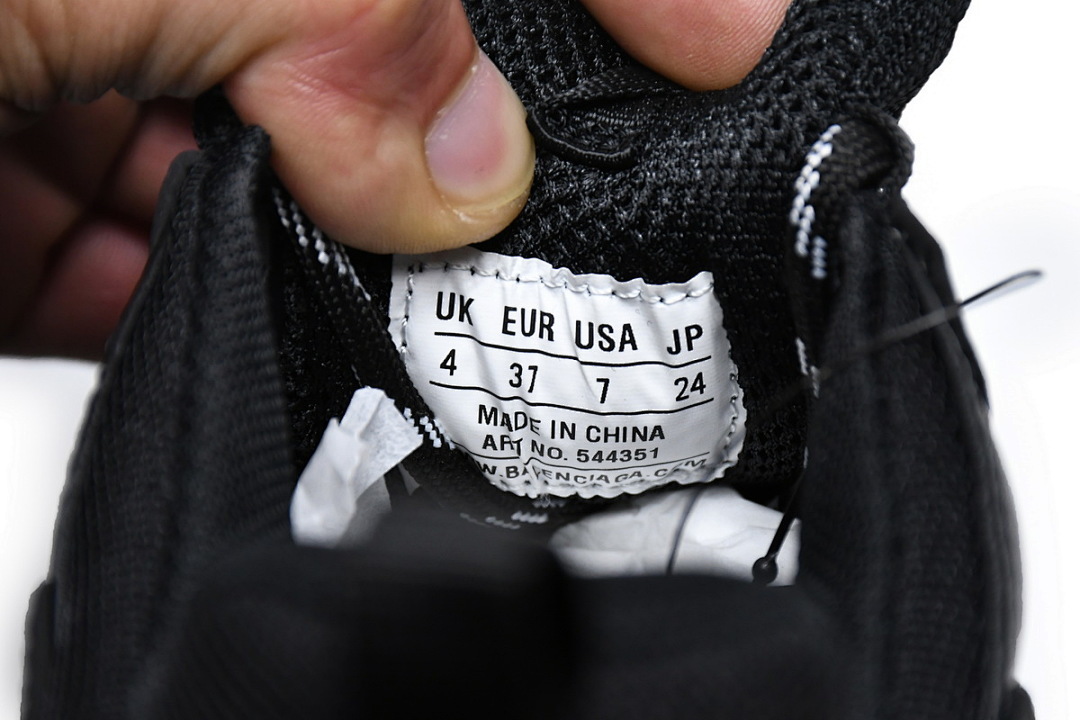 UK EUR USA JP
4 37 7 24
MADE IN CHINA
ART NO. 544351